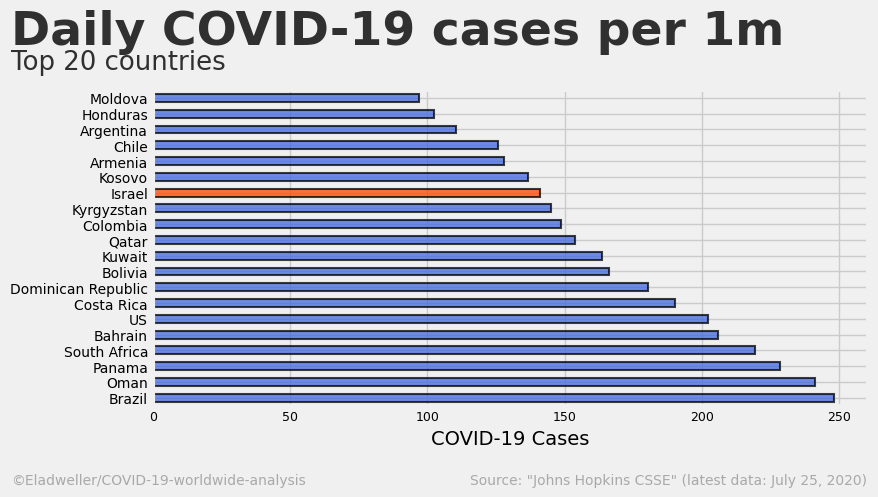 Daily COVID-19 cases per 1m
Top 20 countries
Moldova
Honduras
Argentina
Chile
Armenia
Kosovo
Israel
Kyrgyzstan
Colombia
Qatar
Kuwait
Bolivia
Dominican Republic
Costa Rica
US
Bahrain
South Africa
Panama
Oman
Brazil
0 50 100 150 200 250
COVID-19 Cases
©Eladweller/COVID-19-worldwide-analysis Source: "Johns Hopkins CSSE" (latest data: July 25, 2020)